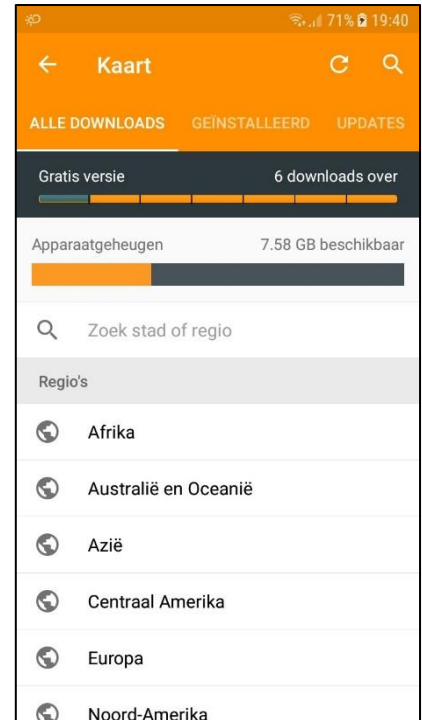 71% 19:40
Kaart
ALLE DOWNLOADS GEÏNSTALLEERD UPDATES
Gratis versie 6 downloads over
Apparaatgeheugen 7.58 GB beschikbaar
Zoek stad of regio
Regio's
Afrika
Australië en Oceanië
Azië
Centraal Amerika
Europa
Noord-Amerika